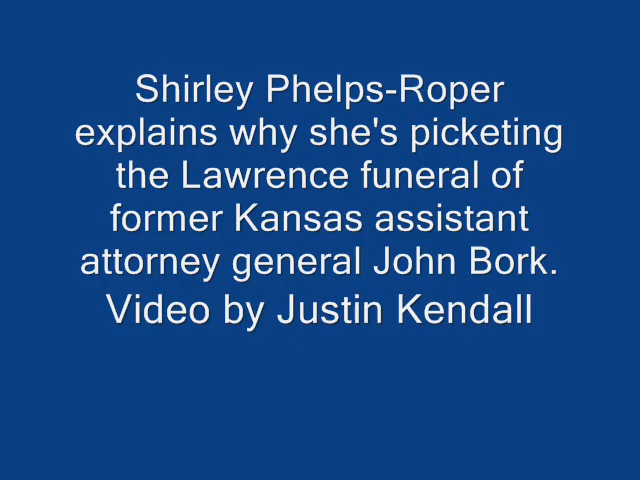 Shirley Phelps-Roper
explains why she's picketing
the Lawrence funeral of
former Kansas assistant
attorney general John Bork.
Video by Justin Kendall